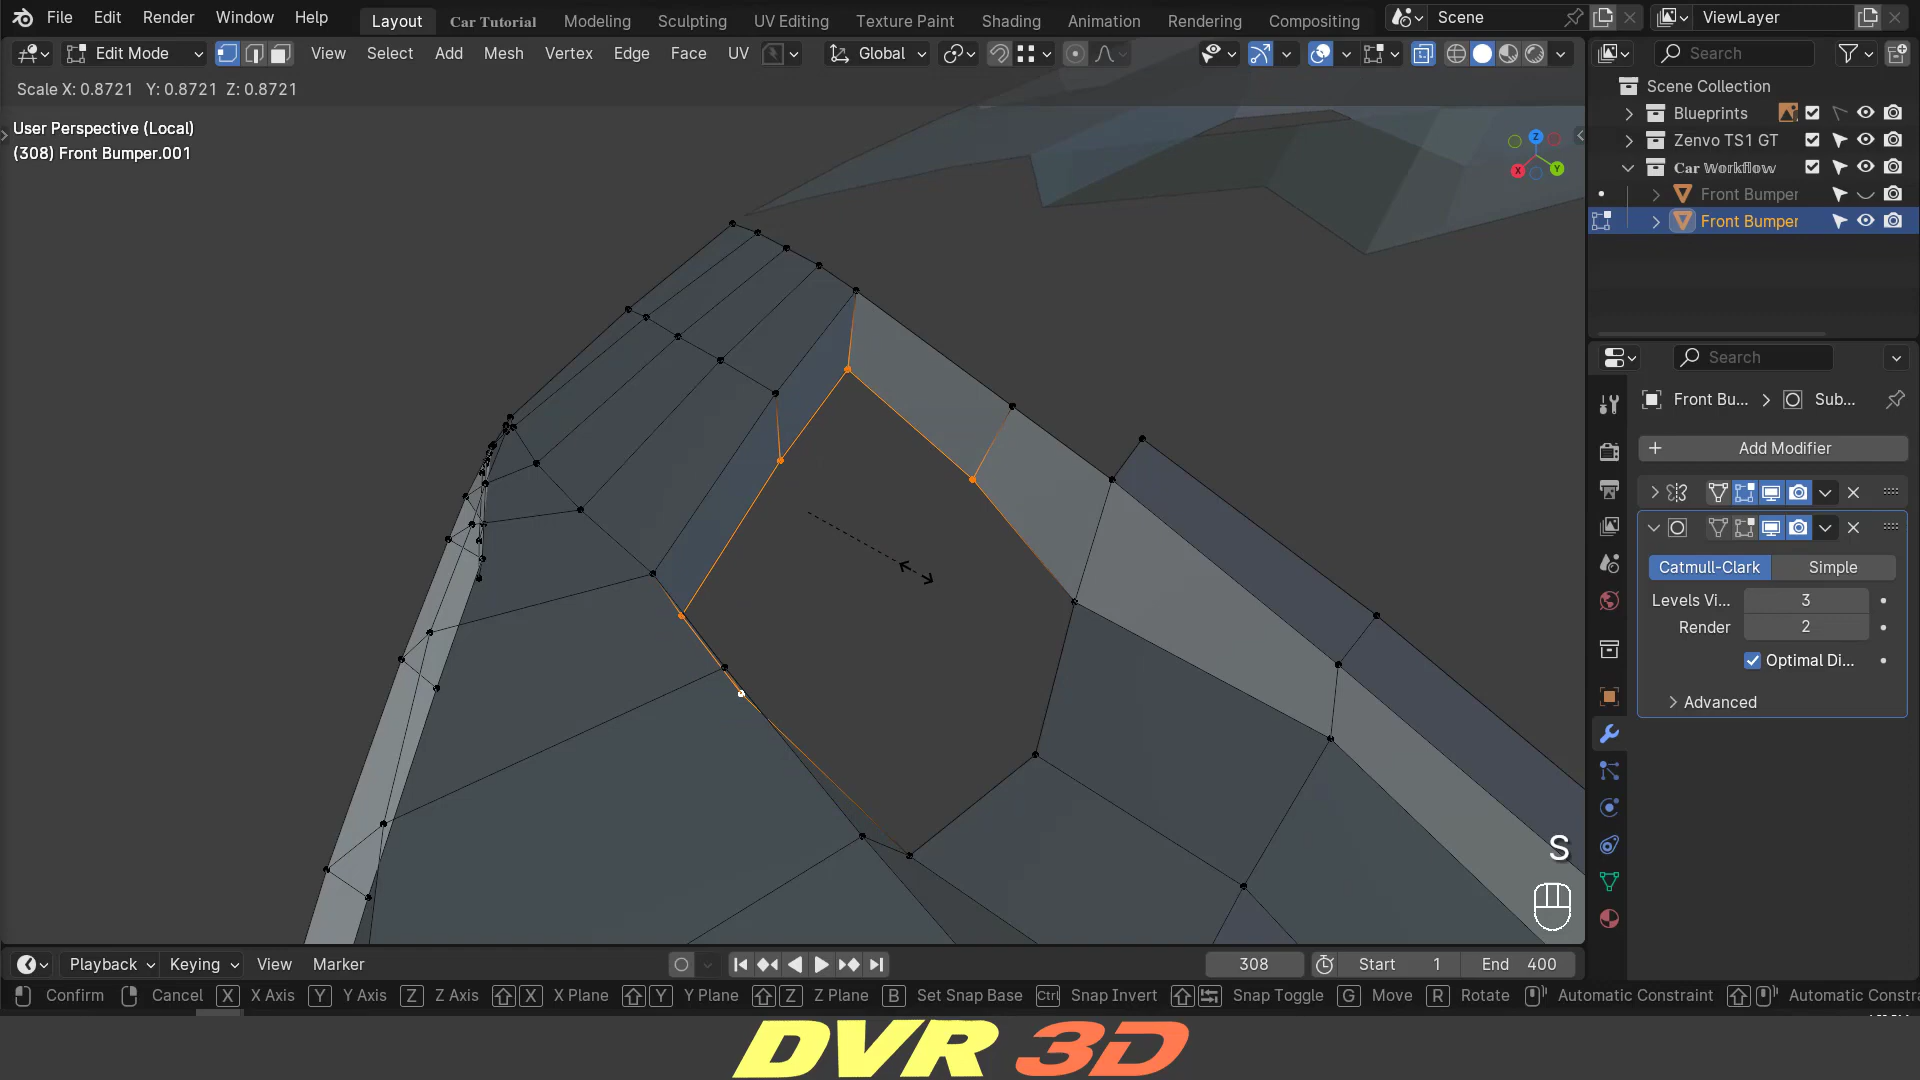 File Edit Render Window Help Layout Car Tutorial Modeling Sculpting UV Editing Texture Paint Shading Animation Rendering Compositing Scene ViewLayer
Edit Mode View Select Add Mesh Vertex Edge Face UV Global Search
Scale X: 0.8721 Y: 0.8721 Z: 0.8721
User Perspective (Local)
(308) Front Bumper.001
Z
X
Y
Scene Collection
Blueprints
Zenvo TS1 GT
Car Workflow
Front Bumper
Front Bumper
Search
Front Bu... Sub...
+ Add Modifier
Catmull-Clark Simple
Levels Vi... 3
Render 2
Optimal Di...
Advanced
S
Playback Keying View Marker 308 Start 1 End 400
Confirm Cancel X X Axis Y Y Axis Z Z Axis X X Plane Y Y Plane Z Z Plane B Set Snap Base Ctrl Snap Invert Snap Toggle G Move R Rotate Automatic Constraint Automatic Constra
DVR 3D